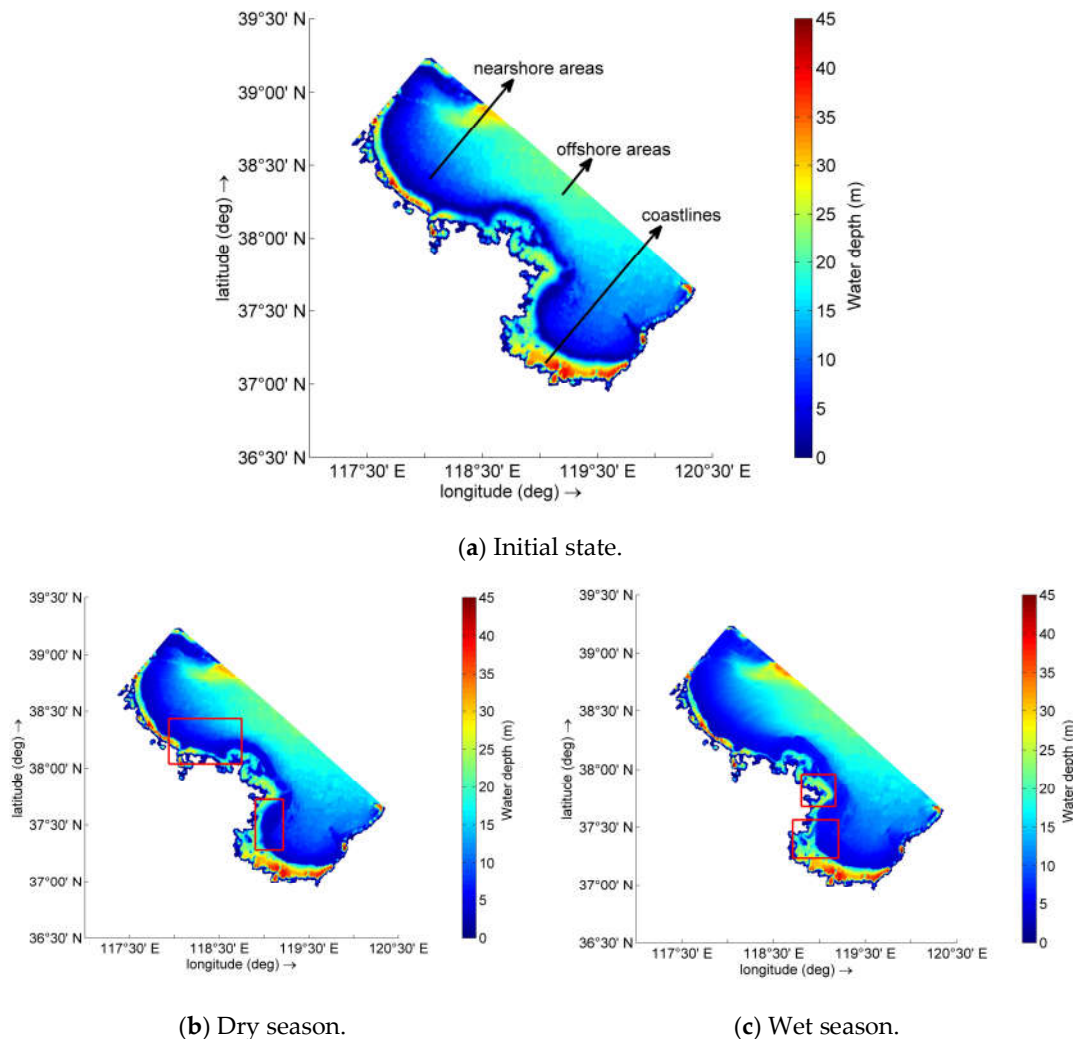 39°30' N
39°00' N
38°30' N
38°00' N
37°30' N
37°00' N
36°30' N
latitude (deg) →
117°30' E 118°30' E 119°30' E 120°30' E
longitude (deg) →
nearshore areas
offshore areas
coastlines
45
40
35
30
25
20
15
10
5
0
Water depth (m)
(a) Initial state.
39°30' N
39°00' N
38°30' N
38°00' N
37°30' N
37°00' N
36°30' N
latitude (deg) →
117°30' E 118°30' E 119°30' E 120°30' E
longitude (deg) →
45
40
35
30
25
20
15
10
5
0
Water depth (m)
(b) Dry season.
39°30' N
39°00' N
38°30' N
38°00' N
37°30' N
37°00' N
36°30' N
latitude (deg) →
117°30' E 118°30' E 119°30' E 120°30' E
longitude (deg) →
45
40
35
30
25
20
15
10
5
0
Water depth (m)
(c) Wet season.